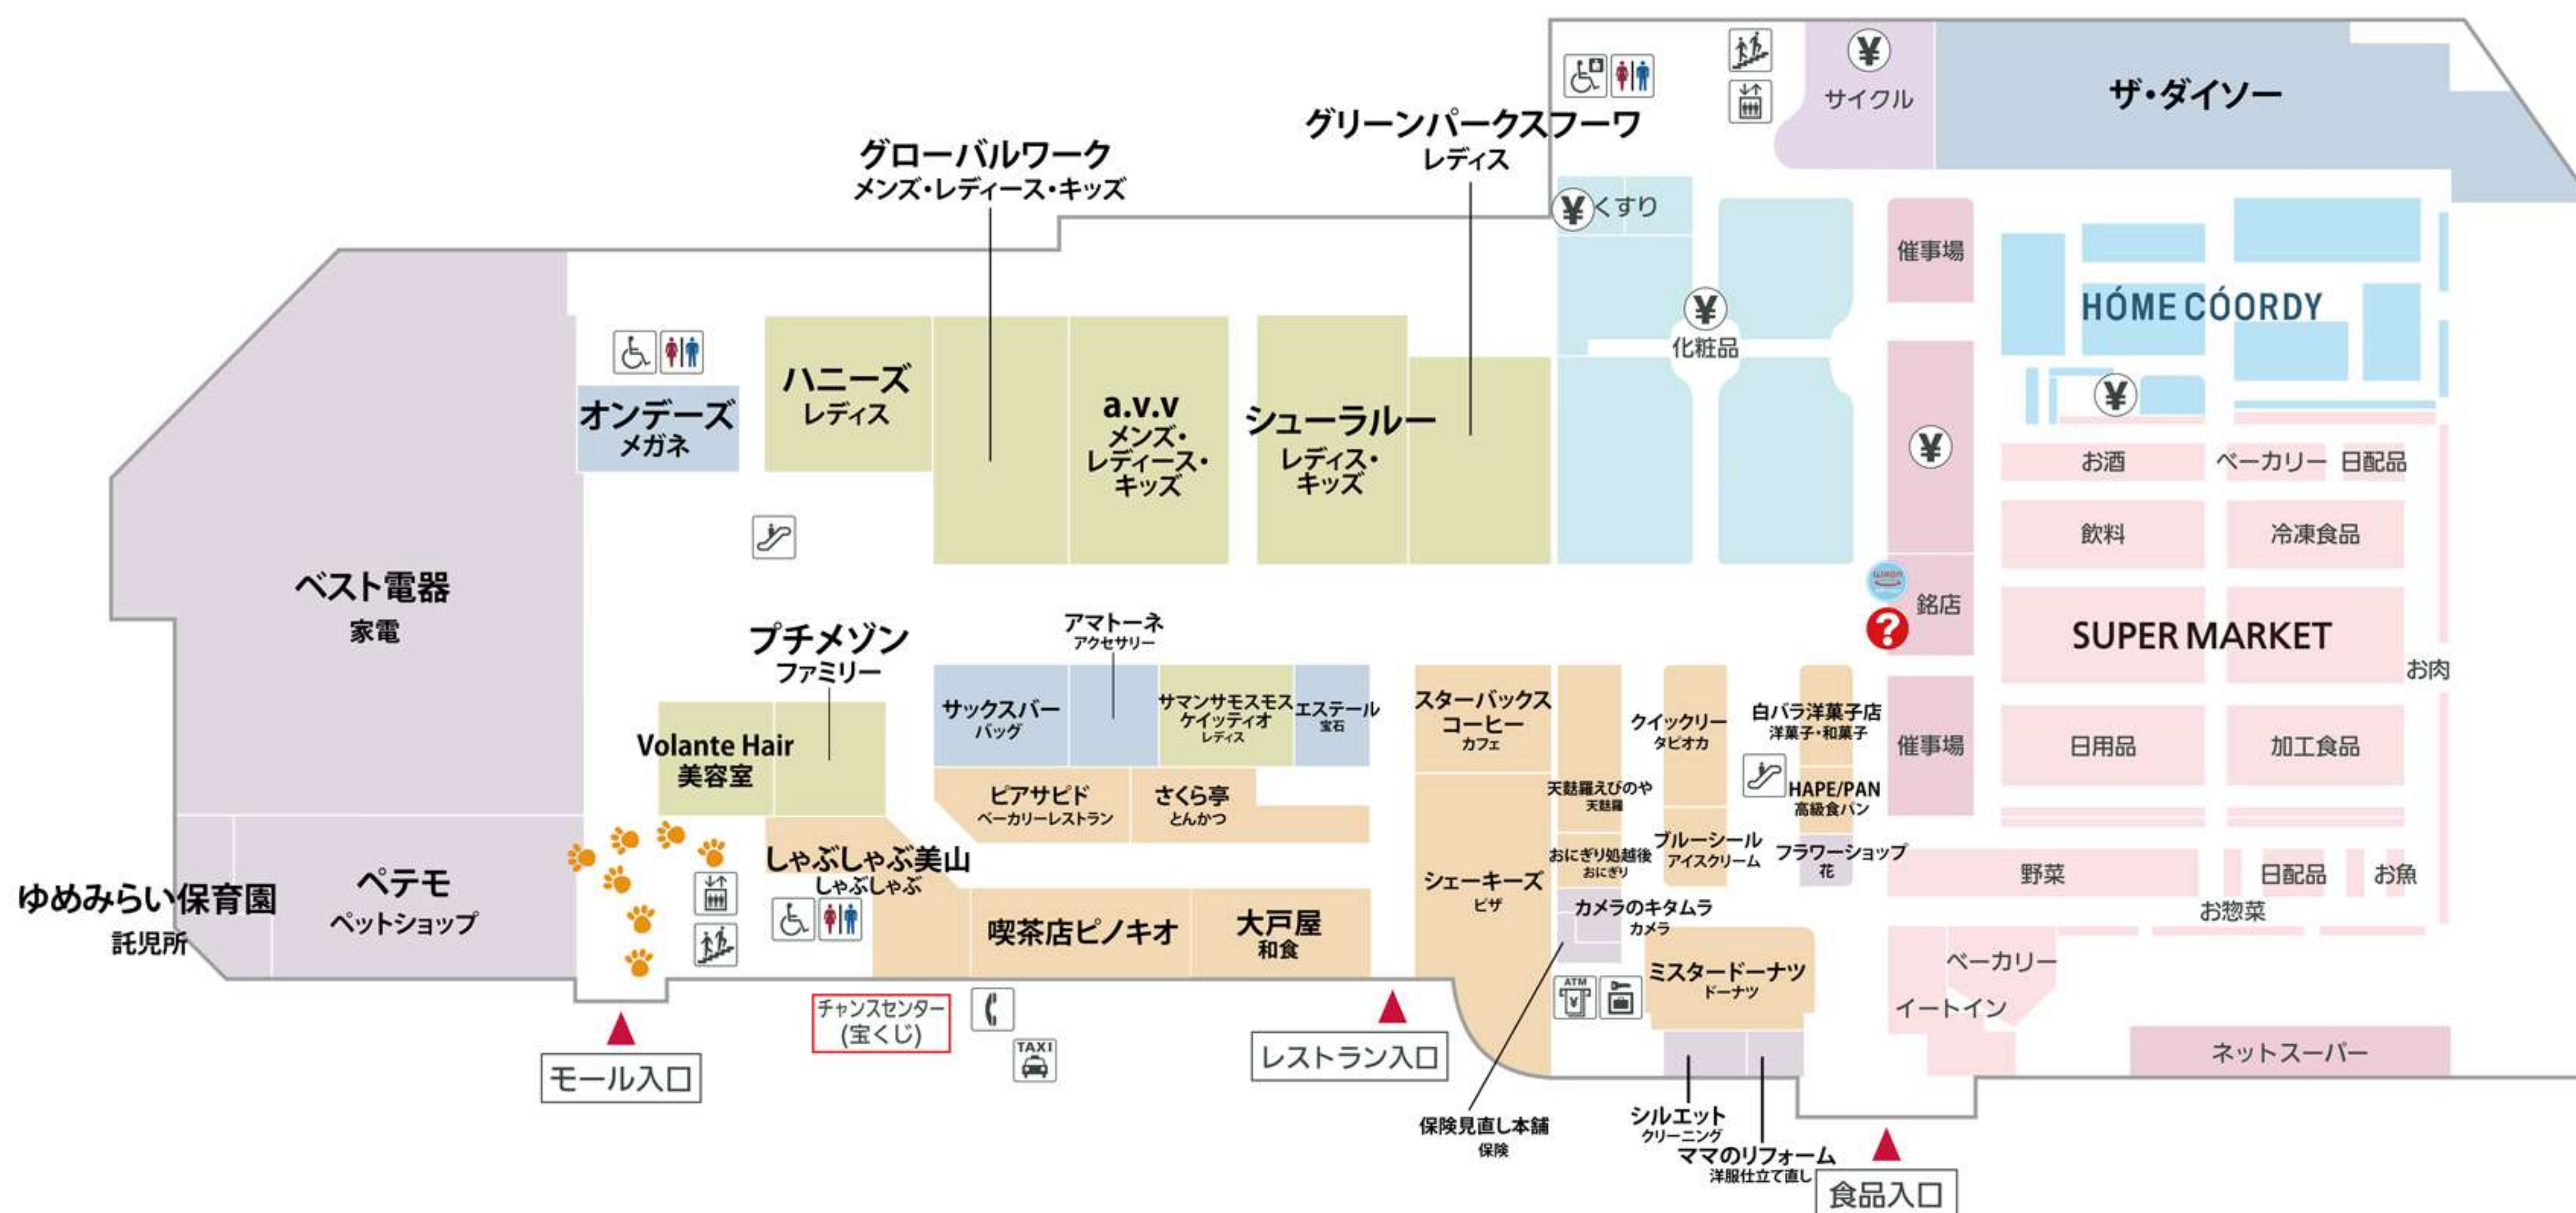 サイクル
ザ・ダイソー
グリーンパークスフーワ
レディス
グローバルワーク
メンズ・レディース・キッズ
¥
¥
くすり
催事場
HÓME CÓORDY
¥
化粧品
¥
¥
オンデーズ
メガネ
ハニーズ
レディス
a.v.v
メンズ・
レディース・
キッズ
シューラルー
レディス・
キッズ
お酒
ベーカリー
日配品
飲料
冷凍食品
ベスト電器
家電
銘店
?
SUPER MARKET
お肉
プチメゾン
ファミリー
アマトーネ
アクセサリー
サックスバー
バッグ
サマンサモスモス
ケイッティオ
レディス
エステール
宝石
スターバックス
コーヒー
カフェ
クイックリー
タピオカ
白バラ洋菓子店
洋菓子・和菓子
催事場
日用品
加工食品
Volante Hair
美容室
ピアサピド
ベーカリーレストラン
さくら亭
とんかつ
天麩羅えびのや
天麩羅
HAPE/PAN
高級食パン
しゃぶしゃぶ美山
しゃぶしゃぶ
シェーキーズ
ピザ
おにぎり処越後
おにぎり
ブルーシール
アイスクリーム
フラワーショップ
花
野菜
日配品
お魚
お惣菜
ゆめみらい保育園
託児所
ペテモ
ペットショップ
喫茶店ピノキオ
大戸屋
和食
カメラのキタムラ
カメラ
ミスタードーナツ
ドーナツ
ATM
¥
ベーカリー
イートイン
チャンスセンター
(宝くじ)
TAXI
レストラン入口
モール入口
ネットスーパー
保険見直し本舗
保険
シルエット
クリーニング
ママのリフォーム
洋服仕立て直し
食品入口